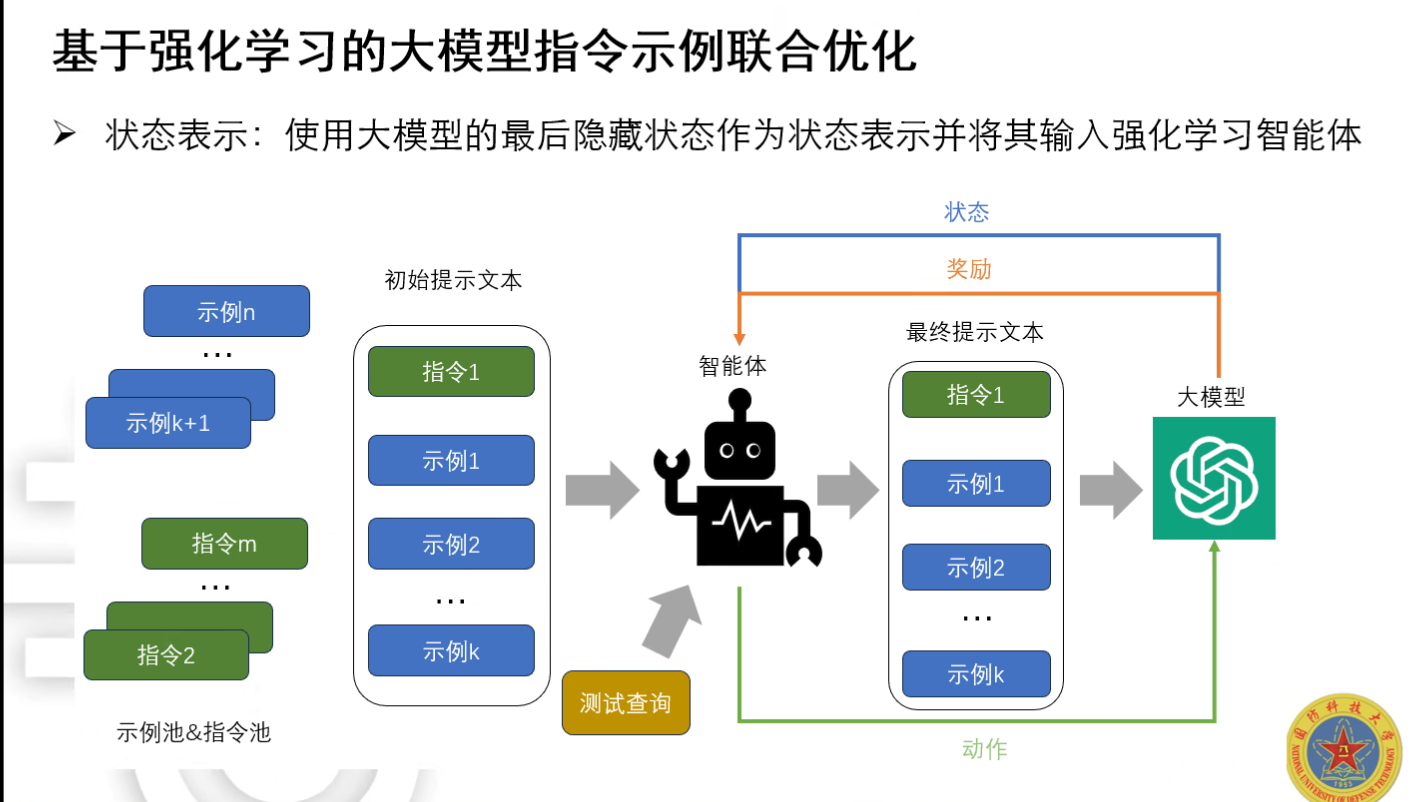 基于强化学习的大模型指令示例联合优化
➢ 状态表示：使用大模型的最后隐藏状态作为状态表示并将其输入强化学习智能体
示例n
...
示例k+1
指令m
...
指令2
示例池&指令池
初始提示文本
指令1
示例1
示例2
...
示例k
测试查询
智能体
状态
奖励
最终提示文本
指令1
示例1
示例2
...
示例k
大模型
动作
国防科技大学
NATIONAL UNIVERSITY OF DEFENSE TECHNOLOGY
1953